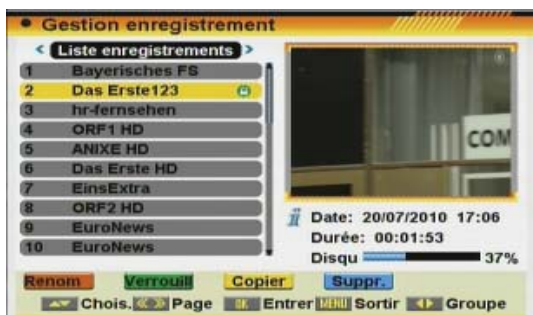 Gestion enregistrement
Liste enregistrements
1 Bayerisches FS
2 Das Erste123
3 hr-fernsehen
4 ORF1 HD
5 ANIXE HD
6 Das Erste HD
7 EinsExtra
8 ORF2 HD
9 EuroNews
10 EuroNews
COM
Date: 20/07/2010 17:06
Durée: 00:01:53
Disqu 37%
Renom Verrouill Copier Suppr.
Chois. Page OK Entrer MENU Sortir Groupe